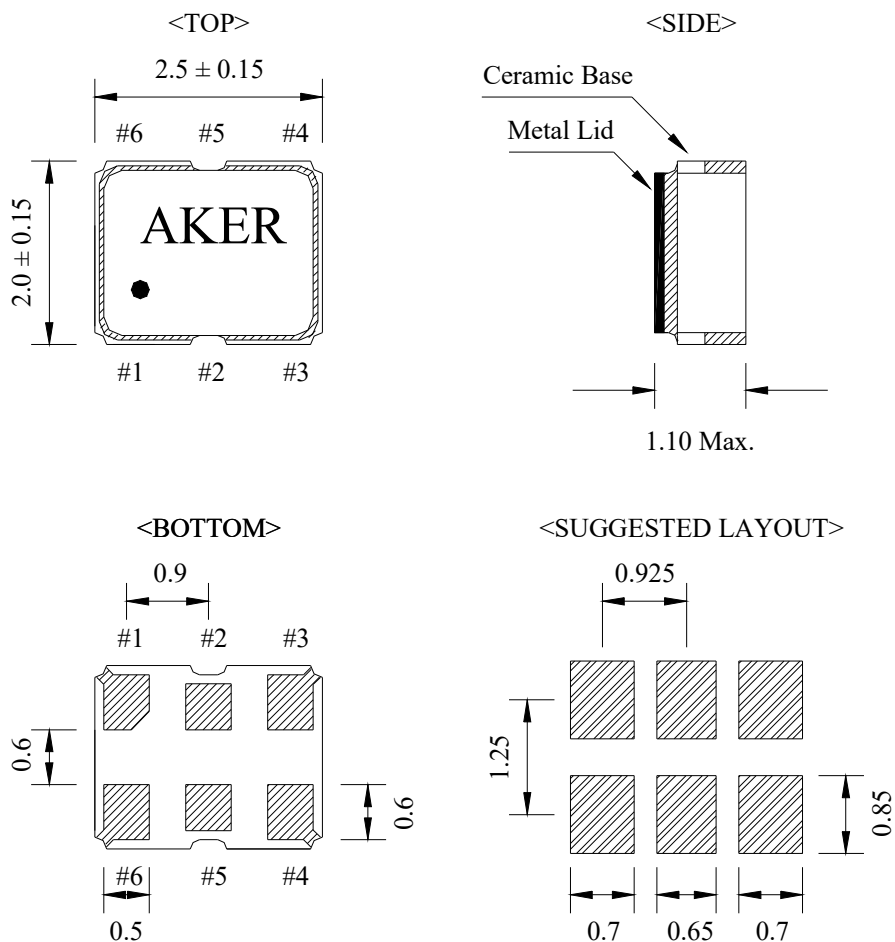 <TOP>
2.5 ± 0.15
#6 #5 #4
2.0 ± 0.15
AKER
#1 #2 #3
<SIDE>
Ceramic Base
Metal Lid
1.10 Max.
<BOTTOM>
0.9
#1 #2 #3
0.6
0.6
#6 #5 #4
0.5
<SUGGESTED LAYOUT>
0.925
1.25
0.85
0.7 0.65 0.7